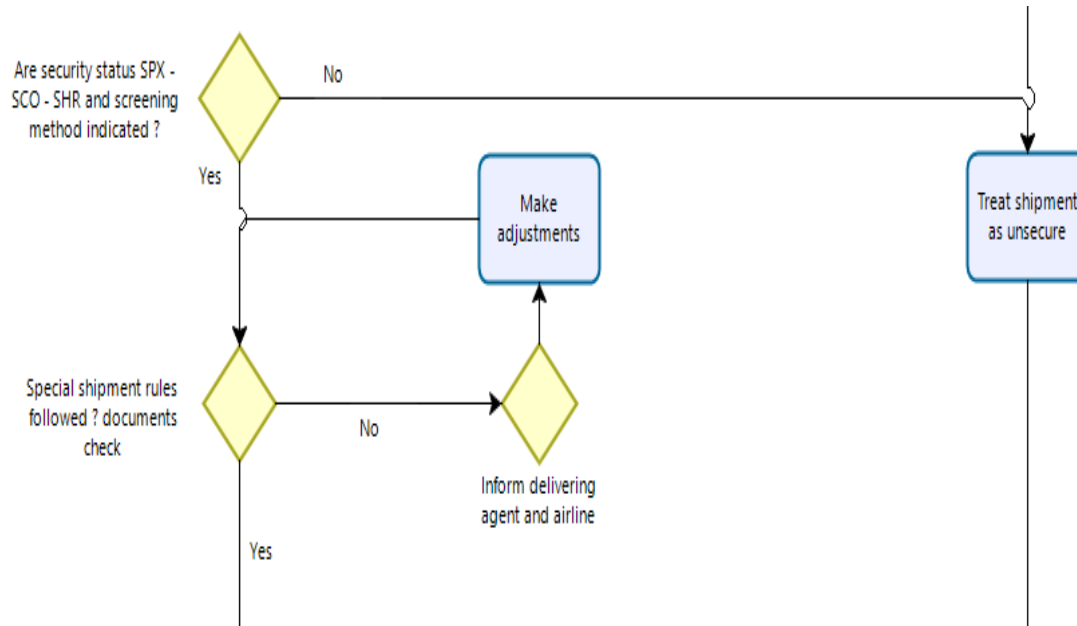 Are security status SPX -
SCO - SHR and screening
method indicated ?
No
Yes
Make
adjustments
Treat shipment
as unsecure
Special shipment rules
followed ? documents
check
No
Inform delivering
agent and airline
Yes